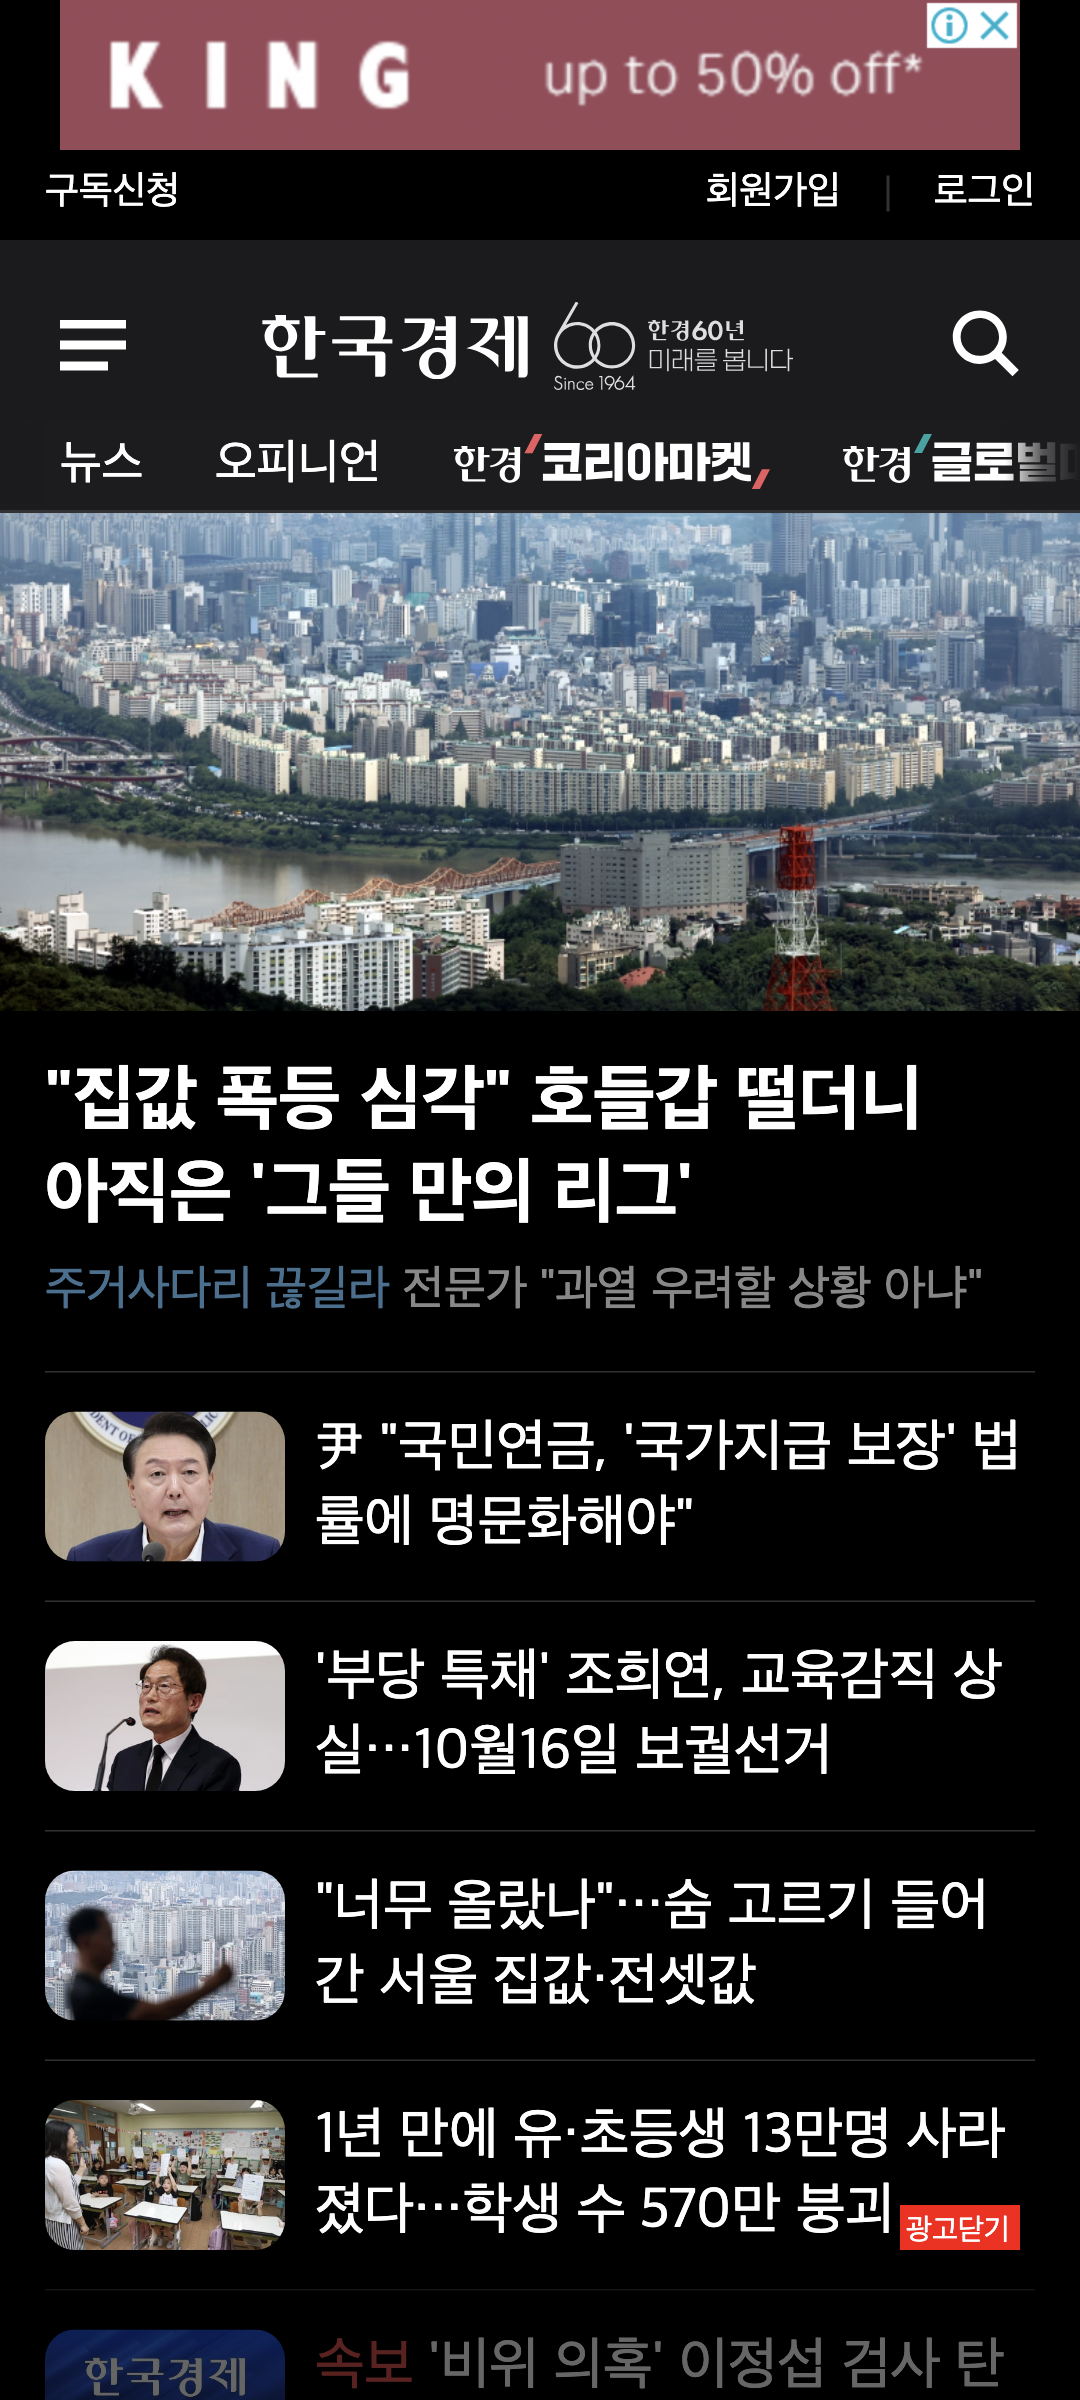 KING
up to 50% off*
구독신청
회원가입 | 로그인
한국경제
60
Since 1964
한경60년
미래를 봅니다
뉴스
오피니언
한경 코리아마켓
한경 글로벌
"집값 폭등 심각" 호들갑 떨더니
아직은 '그들 만의 리그'
주거사다리 끊길라 전문가 "과열 우려할 상황 아냐"
尹 "국민연금, '국가지급 보장' 법
률에 명문화해야"
'부당 특채' 조희연, 교육감직 상
실…10월16일 보궐선거
"너무 올랐나"…숨 고르기 들어
간 서울 집값·전셋값
1년 만에 유·초등생 13만명 사라
졌다…학생 수 570만 붕괴
광고닫기
한국경제
속보 '비위 의혹' 이정섭 검사 탄